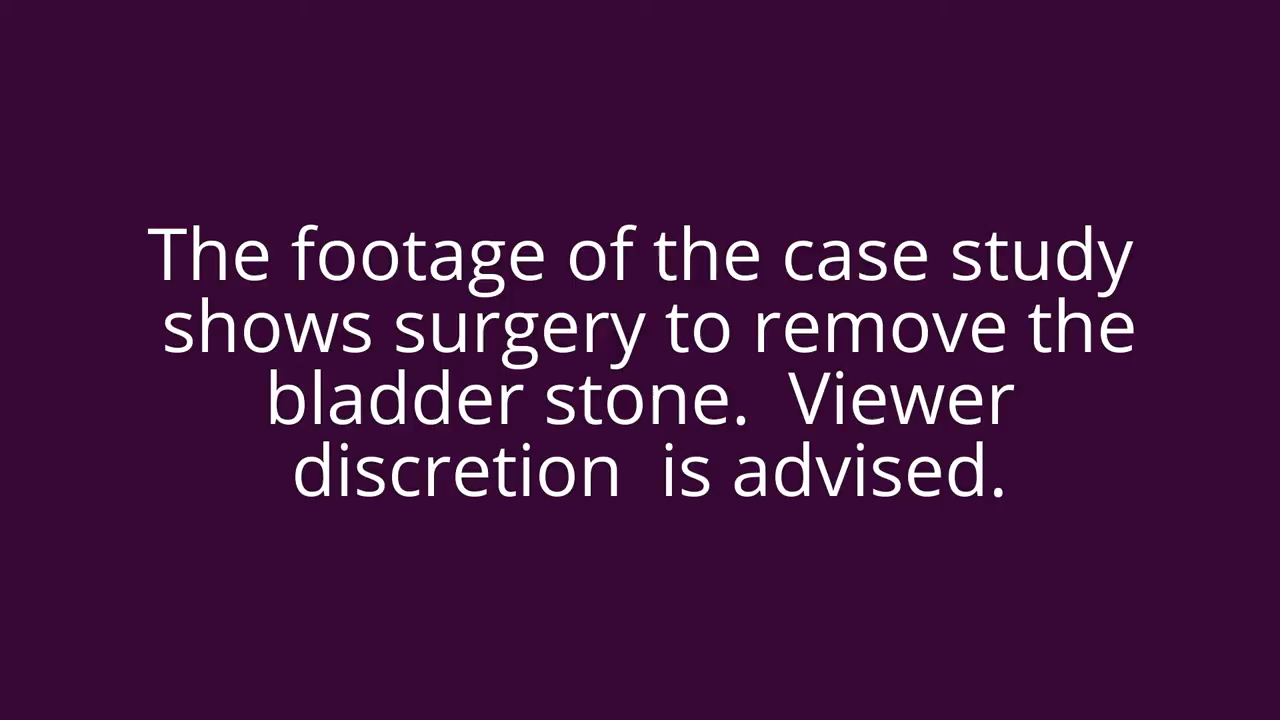 The footage of the case study
shows surgery to remove the
bladder stone.  Viewer
discretion  is advised.